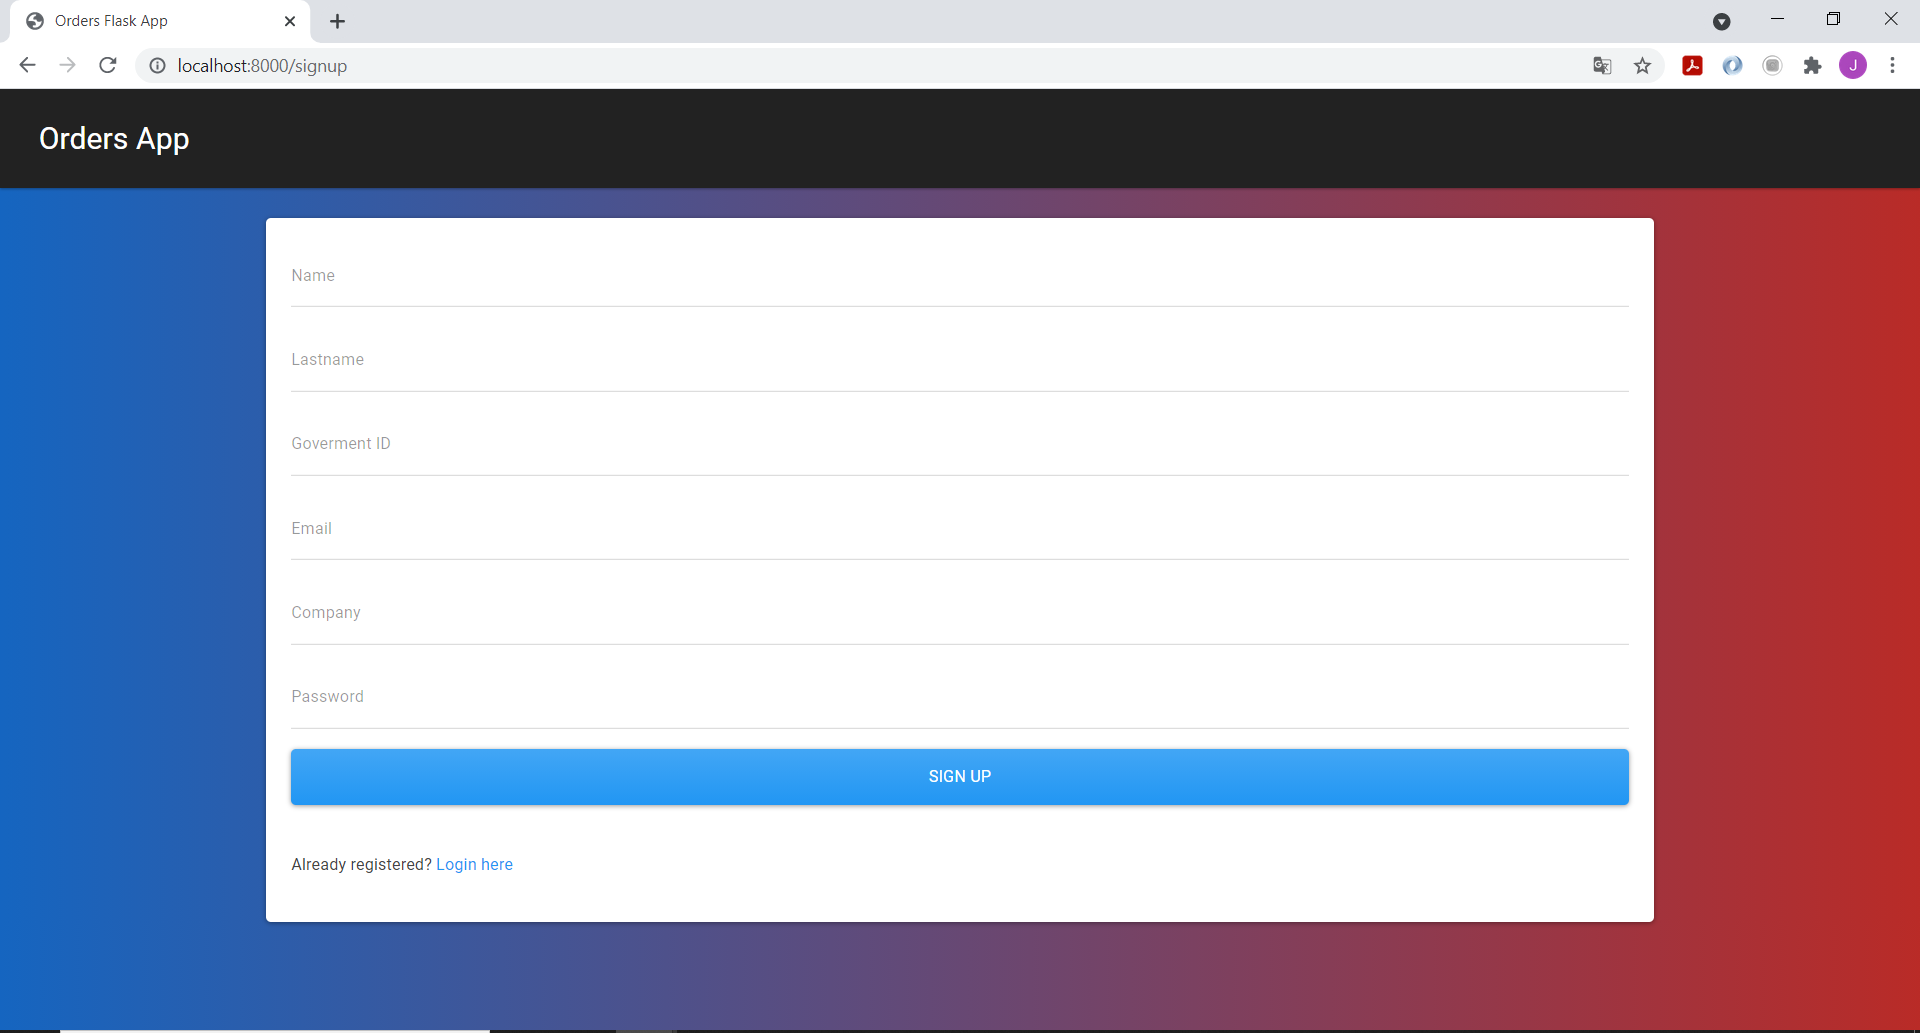 Orders Flask App
localhost:8000/signup
J
Orders App
Name
Lastname
Goverment ID
Email
Company
Password
SIGN UP
Already registered? Login here